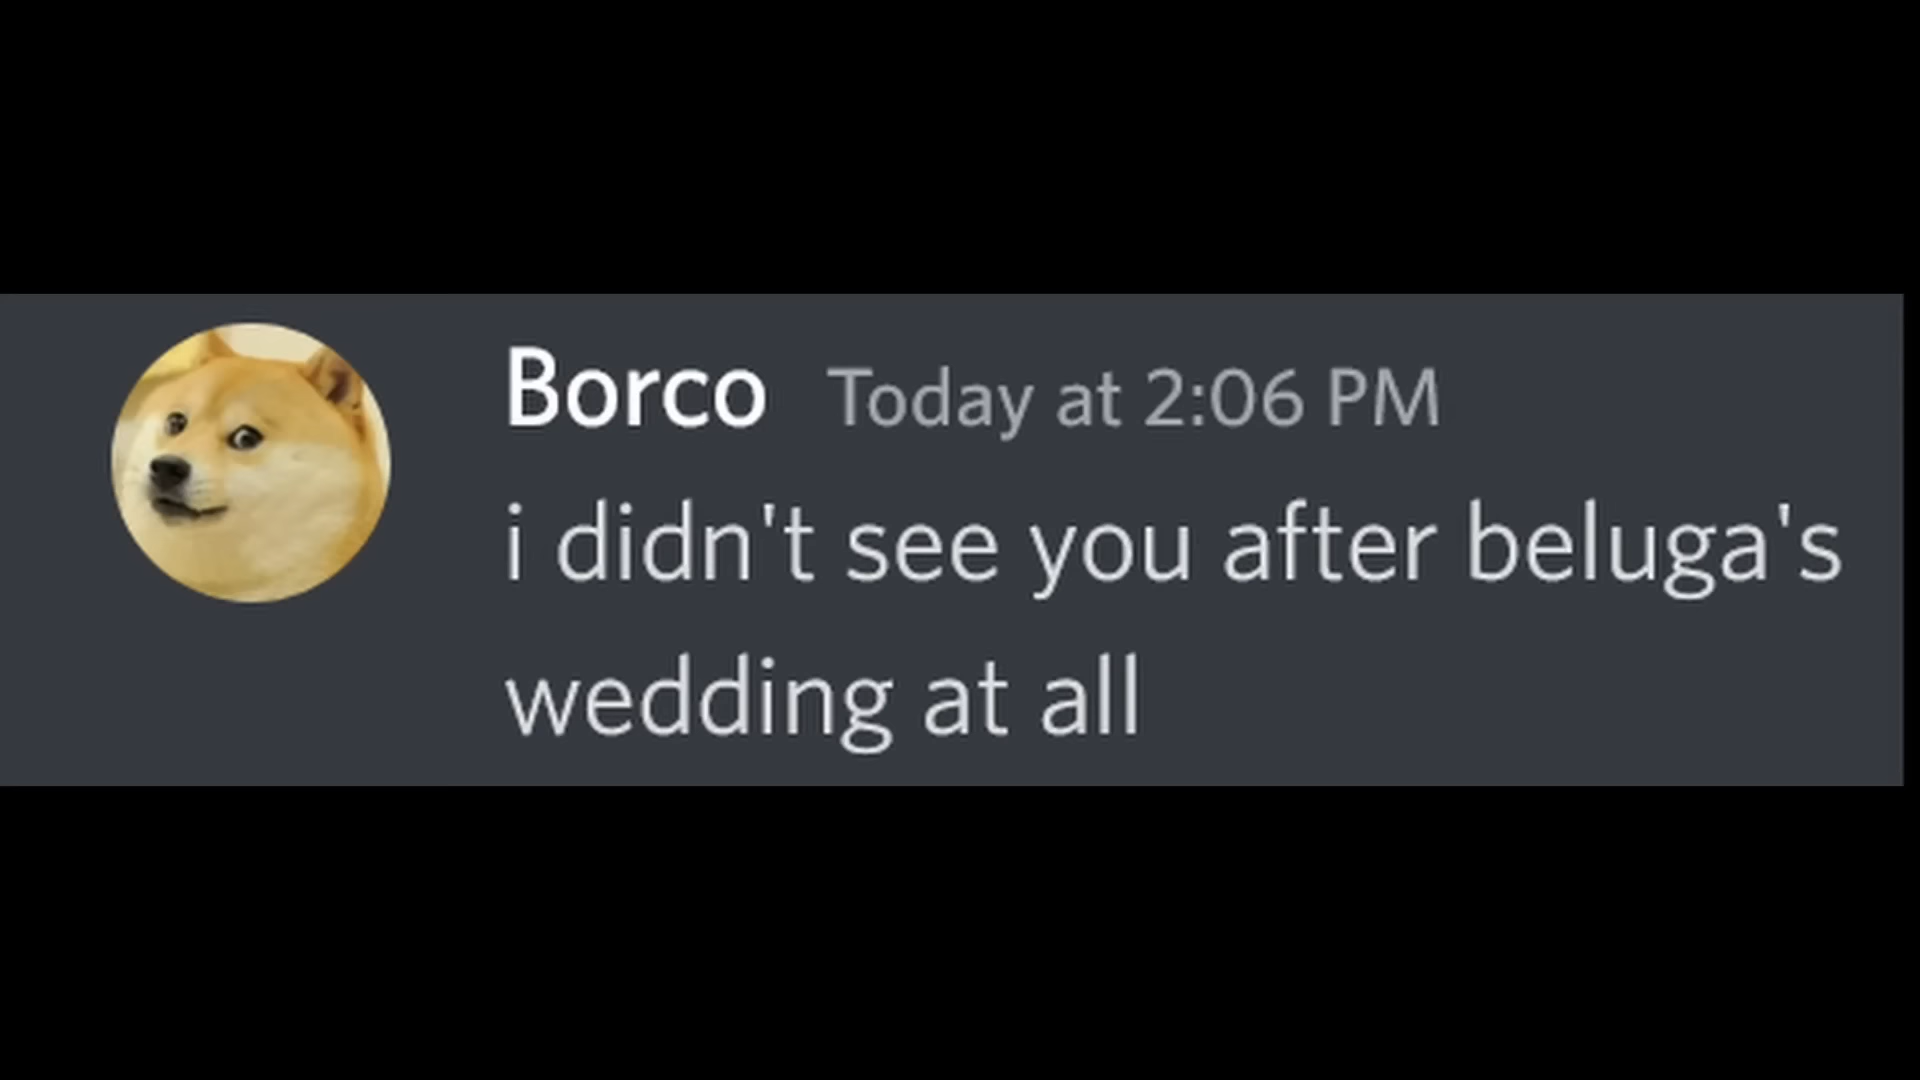 Borco Today at 2:06 PM
i didn't see you after beluga's
wedding at all